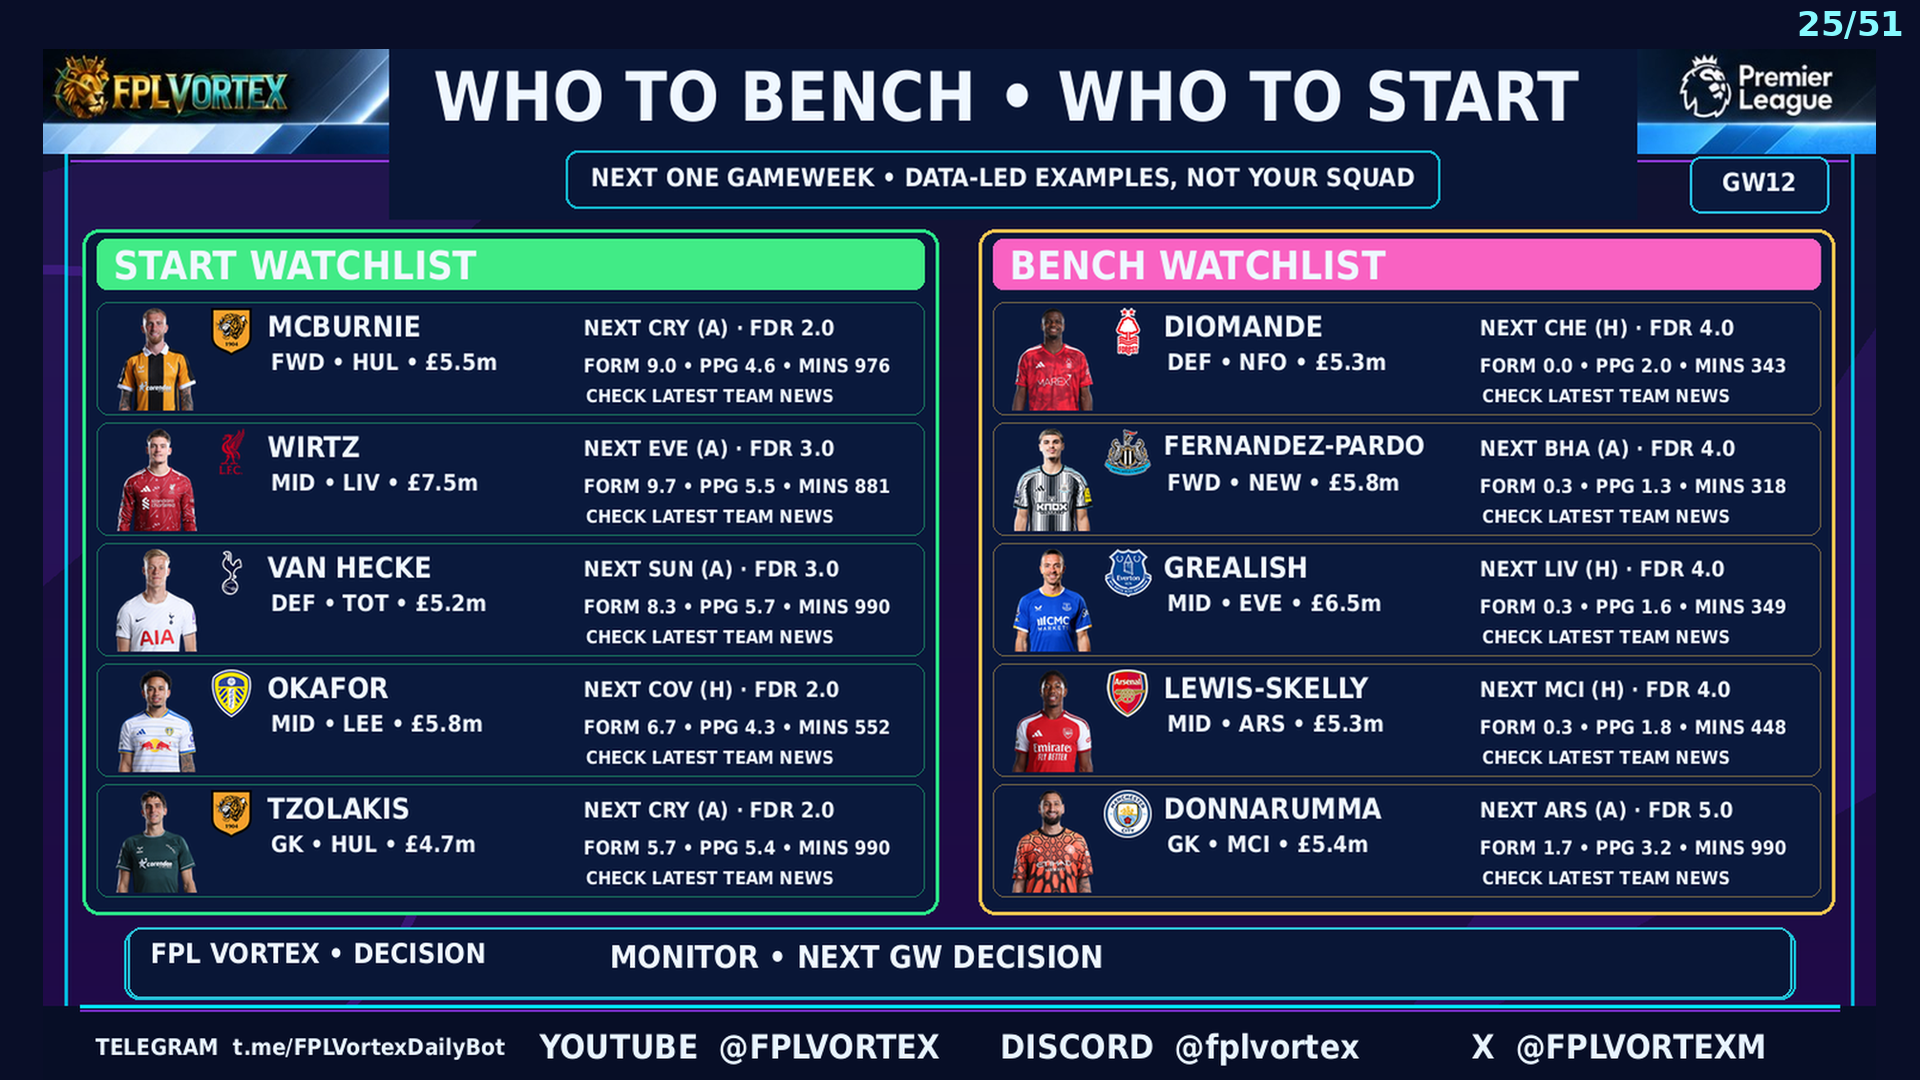 25/51
FPLVORTEX
WHO TO BENCH • WHO TO START
Premier
League
NEXT ONE GAMEWEEK • DATA-LED EXAMPLES, NOT YOUR SQUAD
GW12
START WATCHLIST
MCBURNIE
FWD • HUL • £5.5m
NEXT CRY (A) · FDR 2.0
FORM 9.0 • PPG 4.6 • MINS 976
CHECK LATEST TEAM NEWS
WIRTZ
MID • LIV • £7.5m
NEXT EVE (A) · FDR 3.0
FORM 9.7 • PPG 5.5 • MINS 881
CHECK LATEST TEAM NEWS
VAN HECKE
DEF • TOT • £5.2m
NEXT SUN (A) · FDR 3.0
FORM 8.3 • PPG 5.7 • MINS 990
CHECK LATEST TEAM NEWS
AIA
OKAFOR
MID • LEE • £5.8m
NEXT COV (H) · FDR 2.0
FORM 6.7 • PPG 4.3 • MINS 552
CHECK LATEST TEAM NEWS
TZOLAKIS
GK • HUL • £4.7m
NEXT CRY (A) · FDR 2.0
FORM 5.7 • PPG 5.4 • MINS 990
CHECK LATEST TEAM NEWS
BENCH WATCHLIST
DIOMANDE
DEF • NFO • £5.3m
NEXT CHE (H) · FDR 4.0
FORM 0.0 • PPG 2.0 • MINS 343
CHECK LATEST TEAM NEWS
FERNANDEZ-PARDO
FWD • NEW • £5.8m
NEXT BHA (A) · FDR 4.0
FORM 0.3 • PPG 1.3 • MINS 318
CHECK LATEST TEAM NEWS
GREALISH
MID • EVE • £6.5m
NEXT LIV (H) · FDR 4.0
FORM 0.3 • PPG 1.6 • MINS 349
CHECK LATEST TEAM NEWS
LEWIS-SKELLY
MID • ARS • £5.3m
NEXT MCI (H) · FDR 4.0
FORM 0.3 • PPG 1.8 • MINS 448
CHECK LATEST TEAM NEWS
Arsenal
Emirates
FLY BETTER
DONNARUMMA
GK • MCI • £5.4m
NEXT ARS (A) · FDR 5.0
FORM 1.7 • PPG 3.2 • MINS 990
CHECK LATEST TEAM NEWS
FPL VORTEX • DECISION
MONITOR • NEXT GW DECISION
TELEGRAM t.me/FPLVortexDailyBot
YOUTUBE @FPLVORTEX
DISCORD @fplvortex
X @FPLVORTEXM